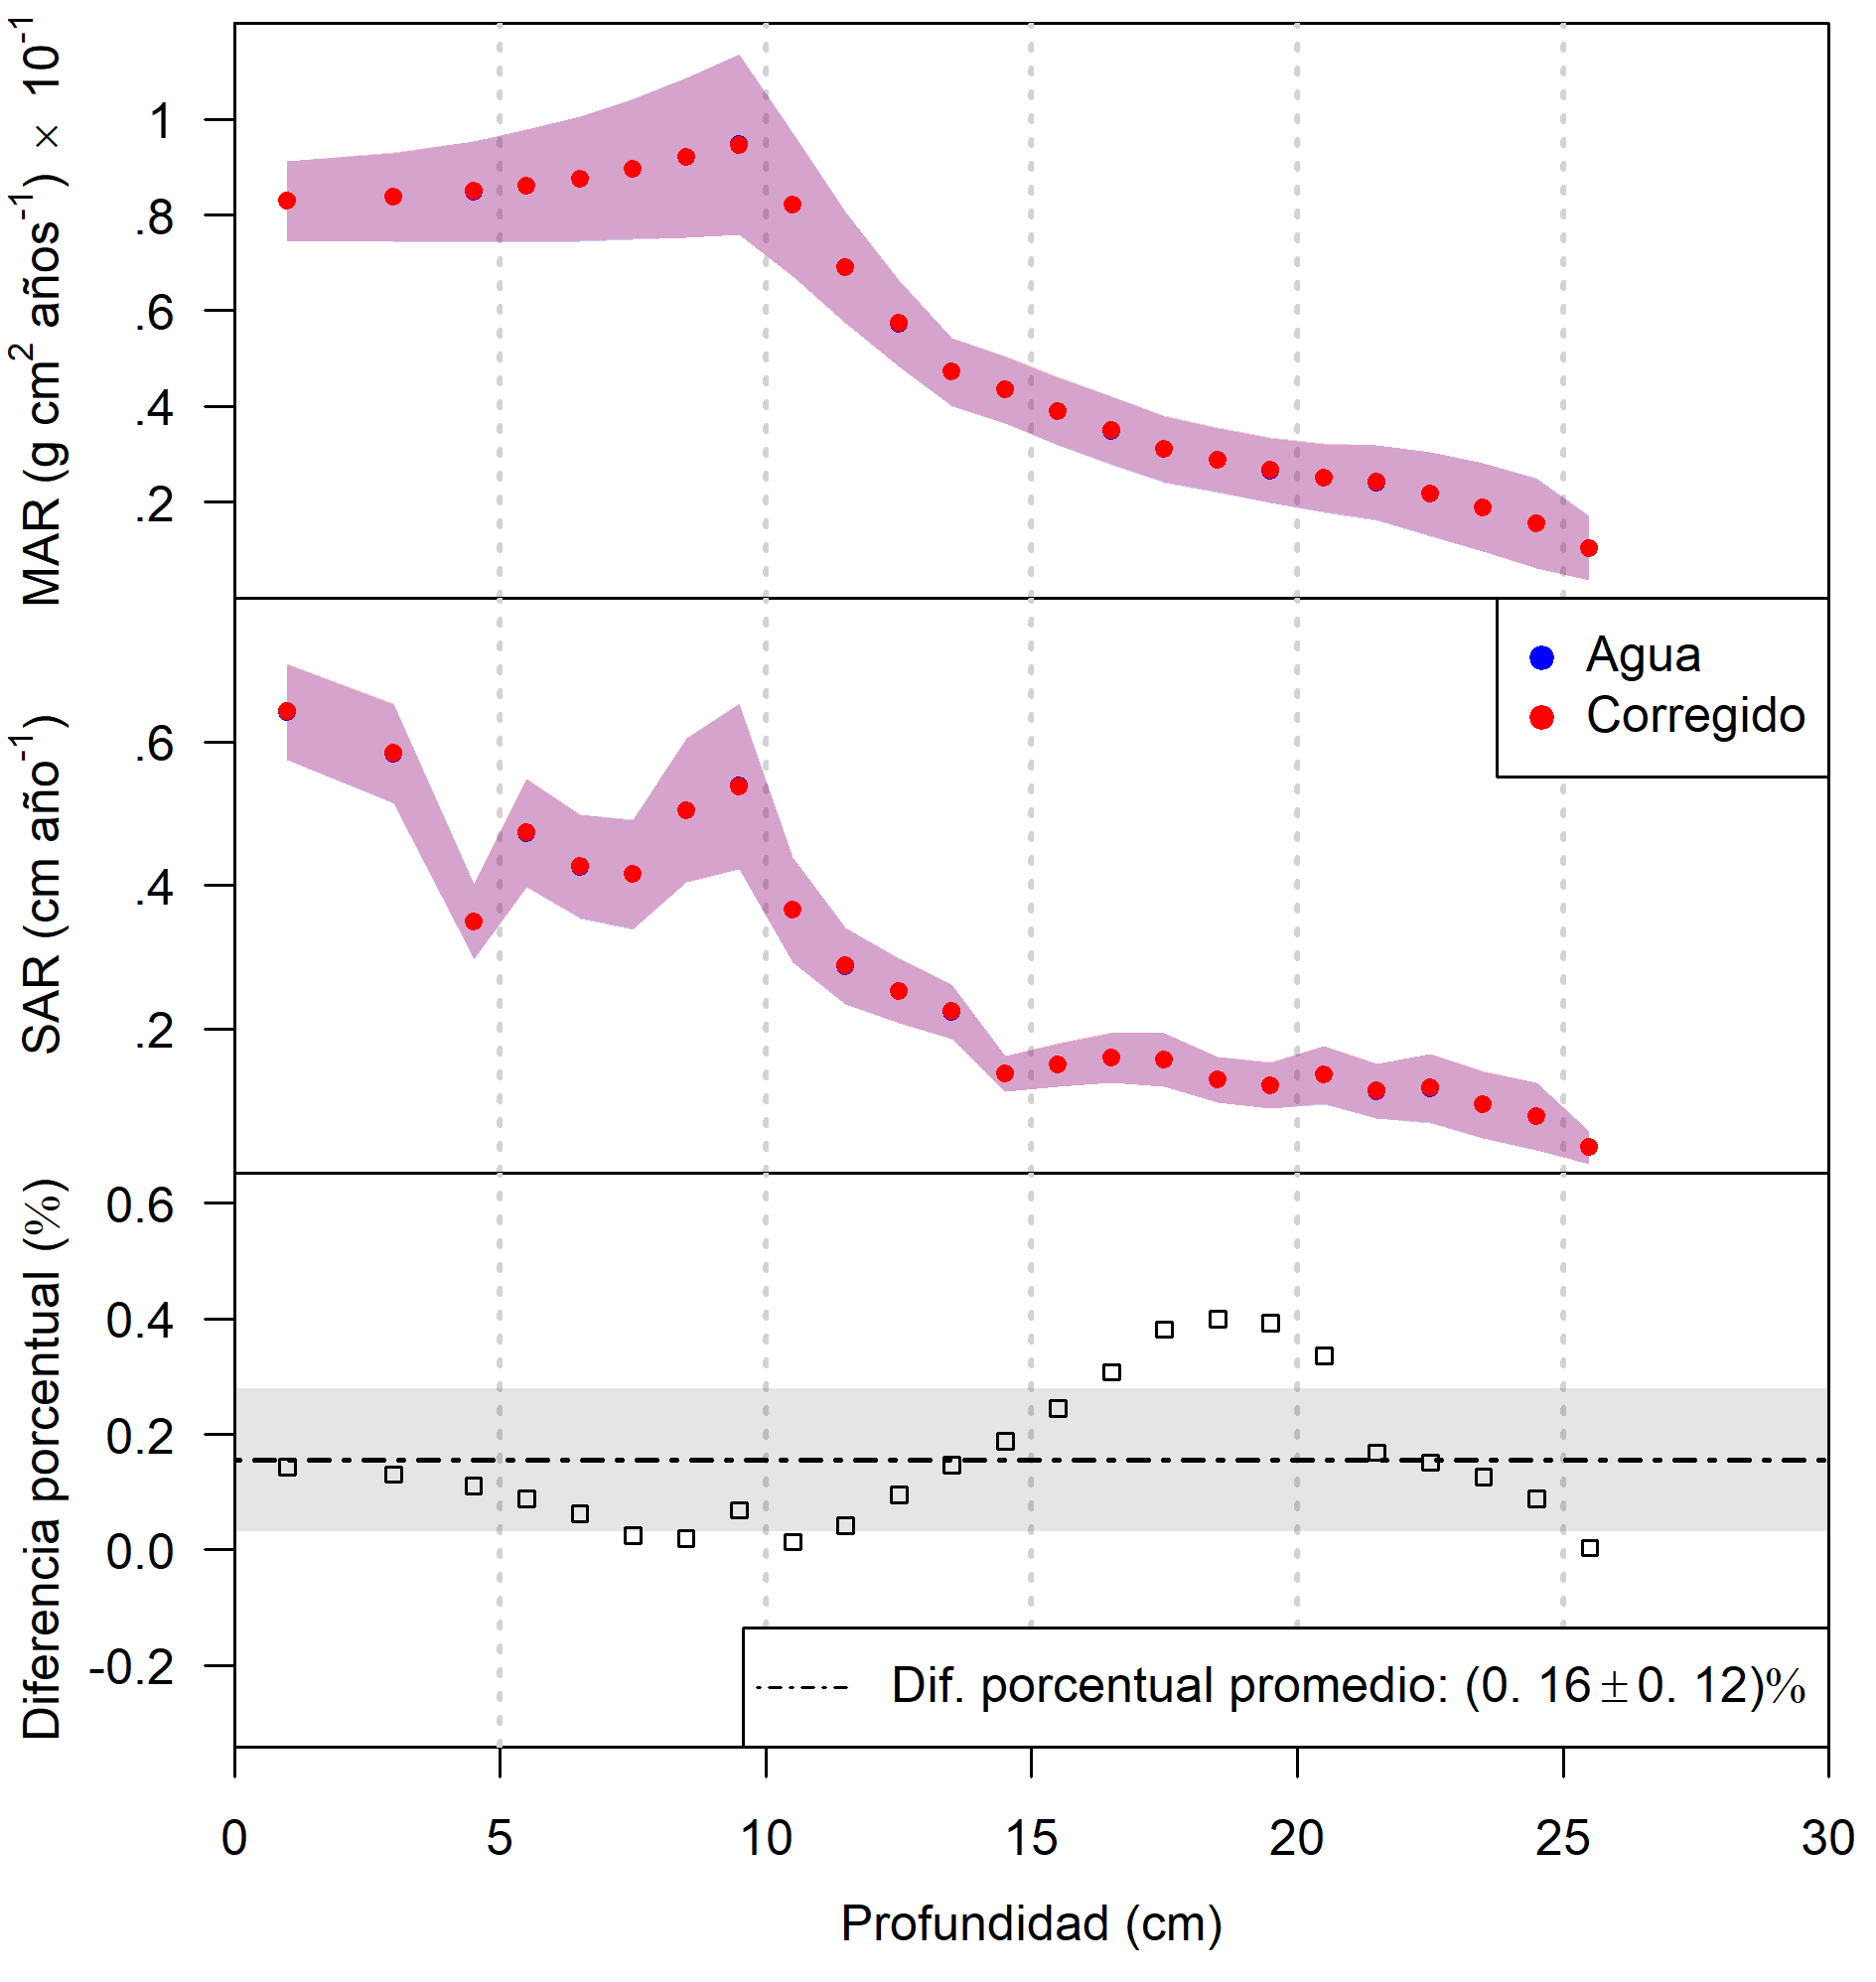 MAR (g cm² años⁻¹) × 10⁻¹
1
.8
.6
.4
.2
SAR (cm año⁻¹)
.6
.4
.2
Agua
Corregido
Diferencia porcentual (%)
0.6
0.4
0.2
0.0
-0.2
Dif. porcentual promedio: (0. 16±0. 12)%
0 5 10 15 20 25 30
Profundidad (cm)